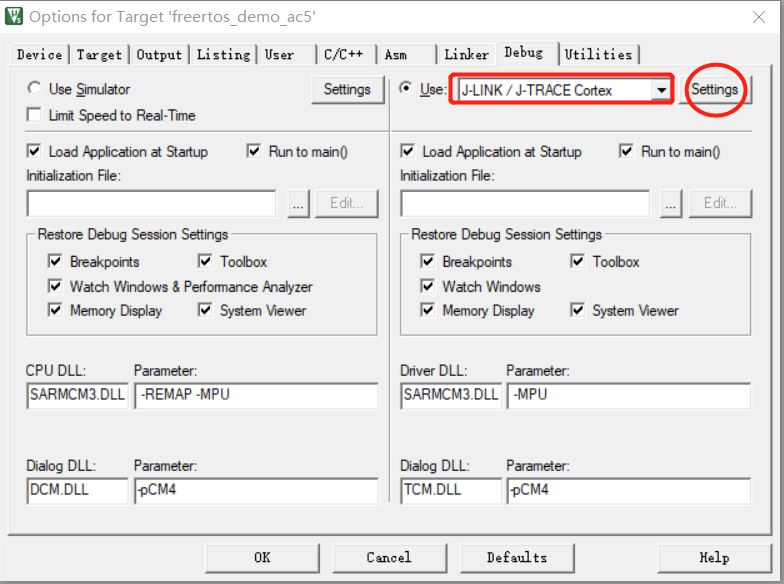 Options for Target 'freertos_demo_ac5'
Device Target Output Listing User C/C++ Asm Linker Debug Utilities
Use Simulator Settings
Limit Speed to Real-Time
Use: J-LINK / J-TRACE Cortex Settings
Load Application at Startup Run to main()
Initialization File:
... Edit...
Load Application at Startup Run to main()
Initialization File:
... Edit...
Restore Debug Session Settings
Breakpoints Toolbox
Watch Windows & Performance Analyzer
Memory Display System Viewer
Restore Debug Session Settings
Breakpoints Toolbox
Watch Windows
Memory Display System Viewer
CPU DLL: Parameter:
SARMCM3.DLL -REMAP -MPU
Driver DLL: Parameter:
SARMCM3.DLL -MPU
Dialog DLL: Parameter:
DCM.DLL -pCM4
Dialog DLL: Parameter:
TCM.DLL -pCM4
OK Cancel Defaults Help